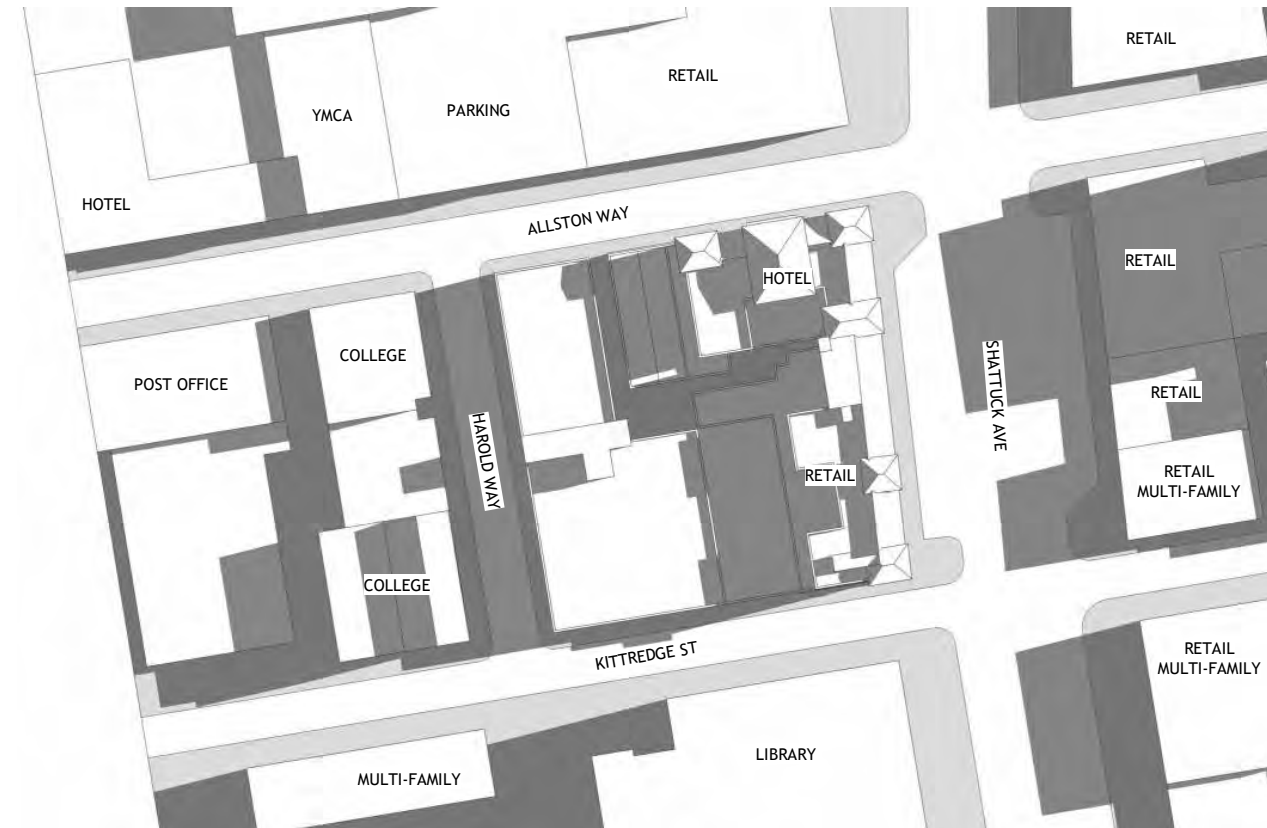 RETAIL
RETAIL
YMCA
PARKING
HOTEL
ALLSTON WAY
RETAIL
HOTEL
COLLEGE
POST OFFICE
SHATTUCK AVE
RETAIL
HAROLD WAY
RETAIL
RETAIL
MULTI-FAMILY
COLLEGE
KITTREDGE ST
RETAIL
MULTI-FAMILY
LIBRARY
MULTI-FAMILY